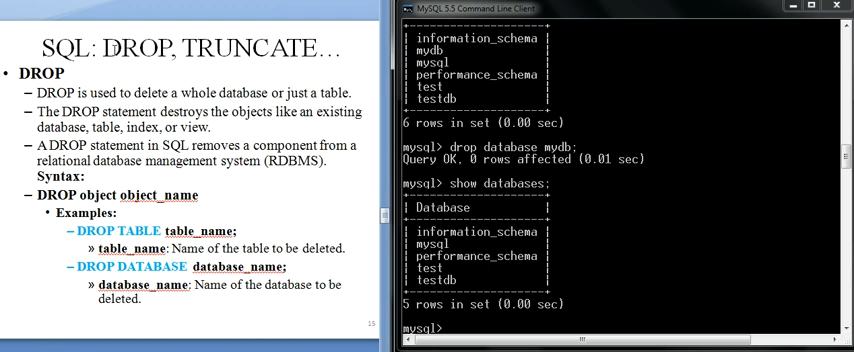 SQL: DROP, TRUNCATE…
• DROP
– DROP is used to delete a whole database or just a table.
– The DROP statement destroys the objects like an existing
database, table, index, or view.
– A DROP statement in SQL removes a component from a
relational database management system (RDBMS).
Syntax:
– DROP object object_name
• Examples:
– DROP TABLE table_name;
» table_name: Name of the table to be deleted.
– DROP DATABASE database_name;
» database_name: Name of the database to be
deleted.
15
MySQL 5.5 Command Line Client
+--------------------+
| information_schema |
| mydb |
| mysql |
| performance_schema |
| test |
| testdb |
+--------------------+
6 rows in set (0.00 sec)
mysql> drop database mydb;
Query OK, 0 rows affected (0.01 sec)
mysql> show databases;
+--------------------+
| Database |
+--------------------+
| information_schema |
| mysql |
| performance_schema |
| test |
| testdb |
+--------------------+
5 rows in set (0.00 sec)
mysql>